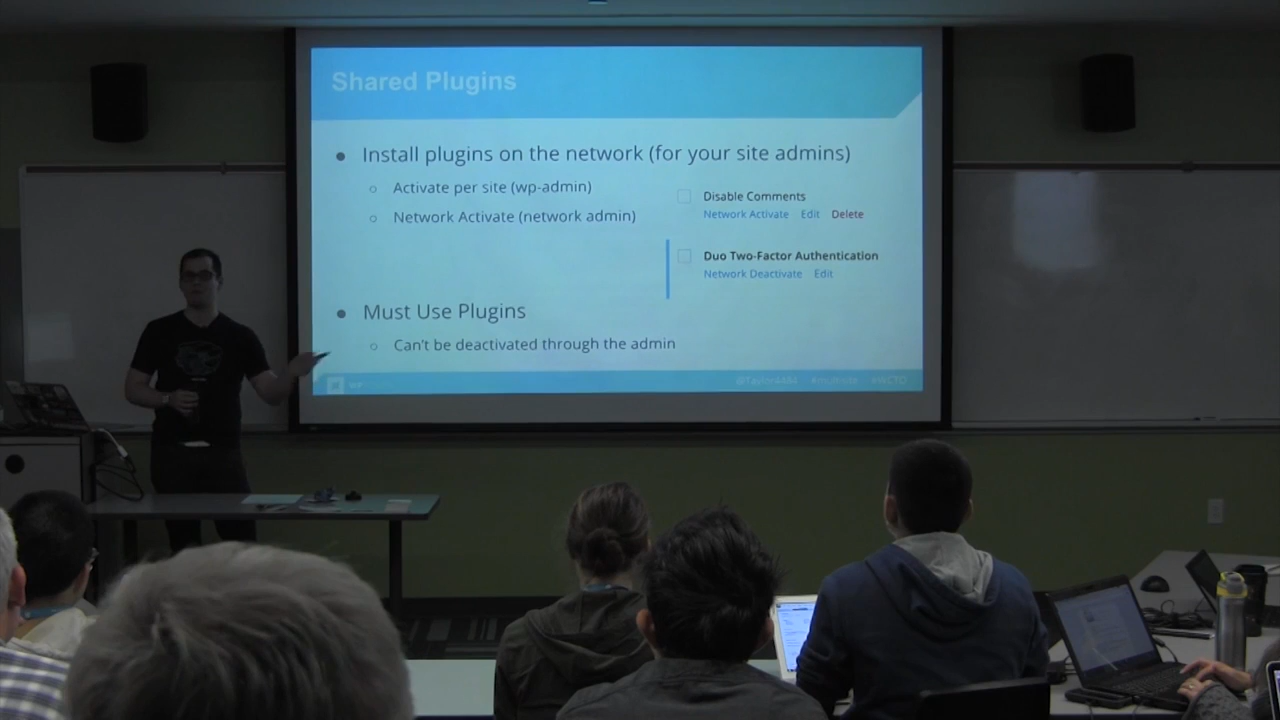 Shared Plugins
Install plugins on the network (for your site admins)
Activate per site (wp-admin)
Network Activate (network admin)
Disable Comments
Network Activate Edit Delete
Duo Two-Factor Authentication
Network Deactivate Edit
Must Use Plugins
Can't be deactivated through the admin
WP
#WCTO